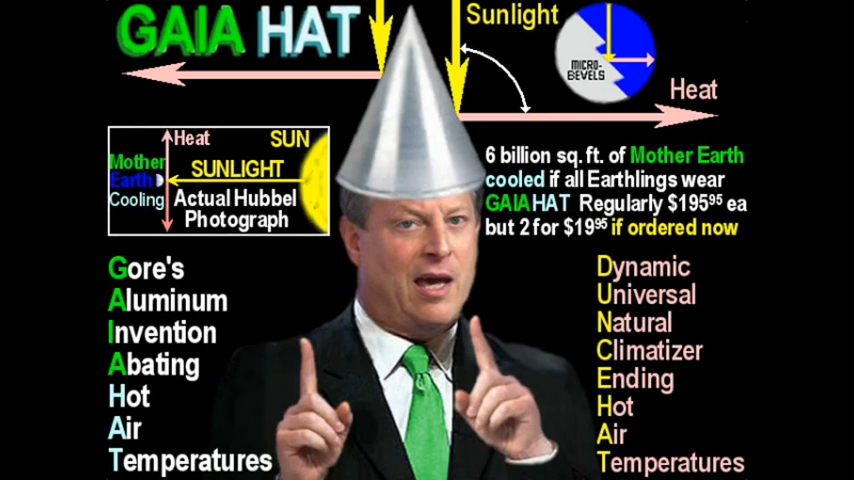 GAIA HAT
Sunlight
MICRO-
BEVELS
Heat
Heat
SUN
Mother
Earth
Cooling
SUNLIGHT
Actual Hubbel
Photograph
6 billion sq. ft. of Mother Earth
cooled if all Earthlings wear
GAIAHAT Regularly $19595 ea
but 2 for $1995 if ordered now
Gore's
Aluminum
Invention
Abating
Hot
Air
Temperatures
Dynamic
Universal
Natural
Climatizer
Ending
Hot
Air
Temperatures